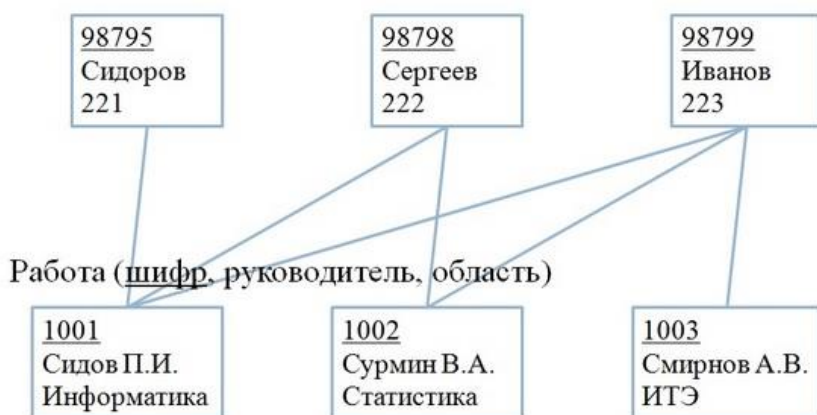 98795
Сидоров
221
98798
Сергеев
222
98799
Иванов
223
Работа (шифр, руководитель, область)
1001
Сидов П.И.
Информатика
1002
Сурмин В.А.
Статистика
1003
Смирнов А.В.
ИТЭ